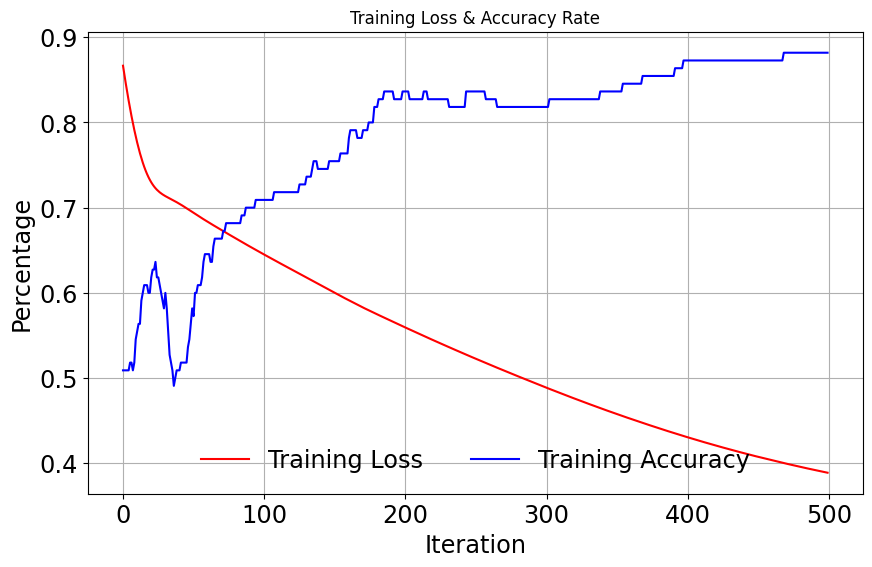 Training Loss & Accuracy Rate
Percentage
0.9
0.8
0.7
0.6
0.5
0.4
Training Loss Training Accuracy
0 100 200 300 400 500
Iteration